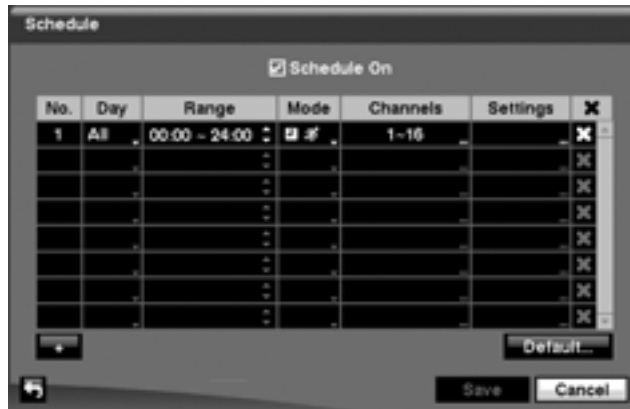 Schedule
Schedule On
No. Day Range Mode Channels Settings ✖
1 All 00:00 ~ 24:00 1~16
+ Default...
Save Cancel